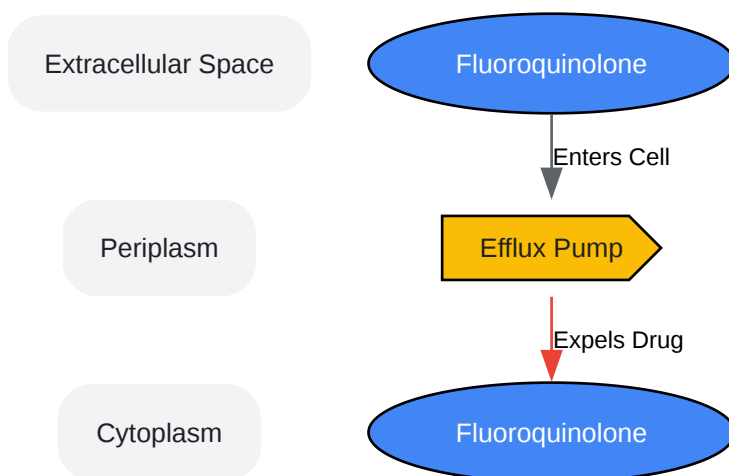 Extracellular Space
Fluoroquinolone
Enters Cell
Periplasm
Efflux Pump
Expels Drug
Cytoplasm
Fluoroquinolone